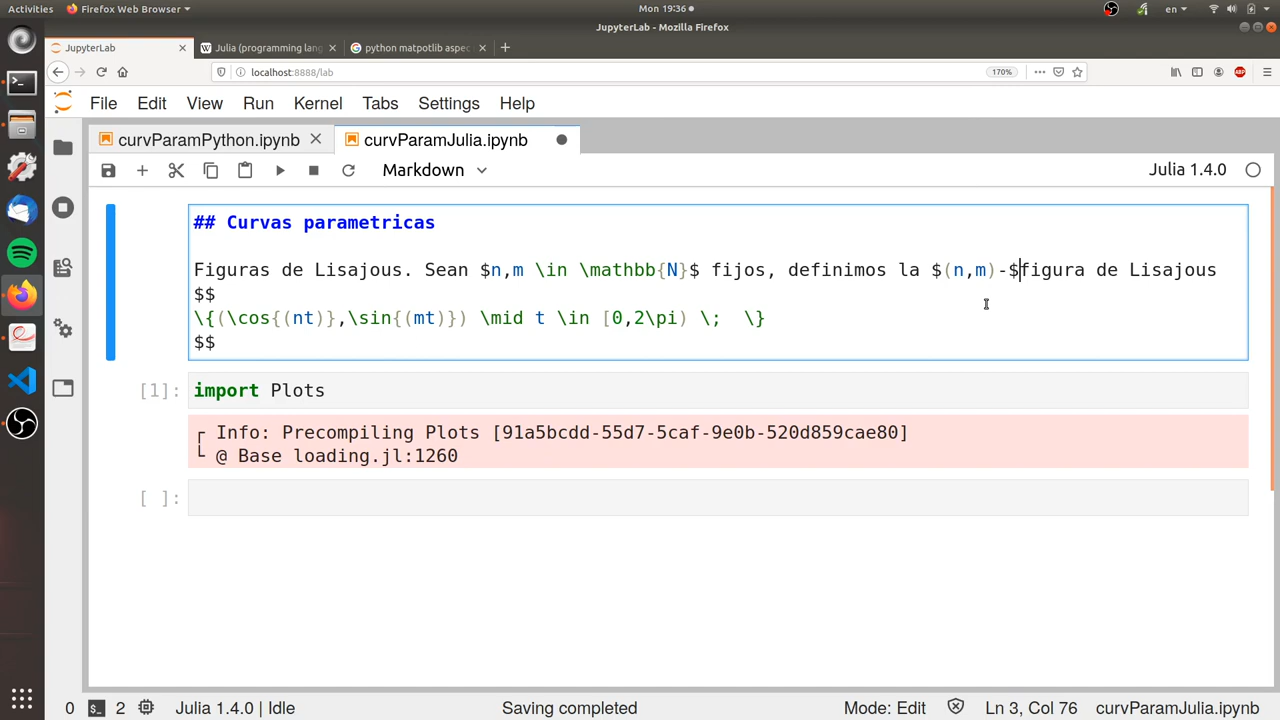 Activities Firefox Web Browser Mon 19:36 en
JupyterLab - Mozilla Firefox
JupyterLab Julia (programming lang python matpotlib aspec
localhost:8888/lab 170% ABP
File Edit View Run Kernel Tabs Settings Help
curvParamPython.ipynb curvParamJulia.ipynb
Markdown Julia 1.4.0
## Curvas parametricas
Figuras de Lisajous. Sean $n,m \in \mathbb{N}$ fijos, definimos la $(n,m)-$figura de Lisajous
$$
\{(\cos{(nt)},\sin{(mt)}) \mid t \in [0,2\pi) \;  \}
$$
[1]: import Plots
┌ Info: Precompiling Plots [91a5bcdd-55d7-5caf-9e0b-520d859cae80]
└ @ Base loading.jl:1260
[ ]:
0 2 Julia 1.4.0 | Idle Saving completed Mode: Edit Ln 3, Col 76 curvParamJulia.ipynb